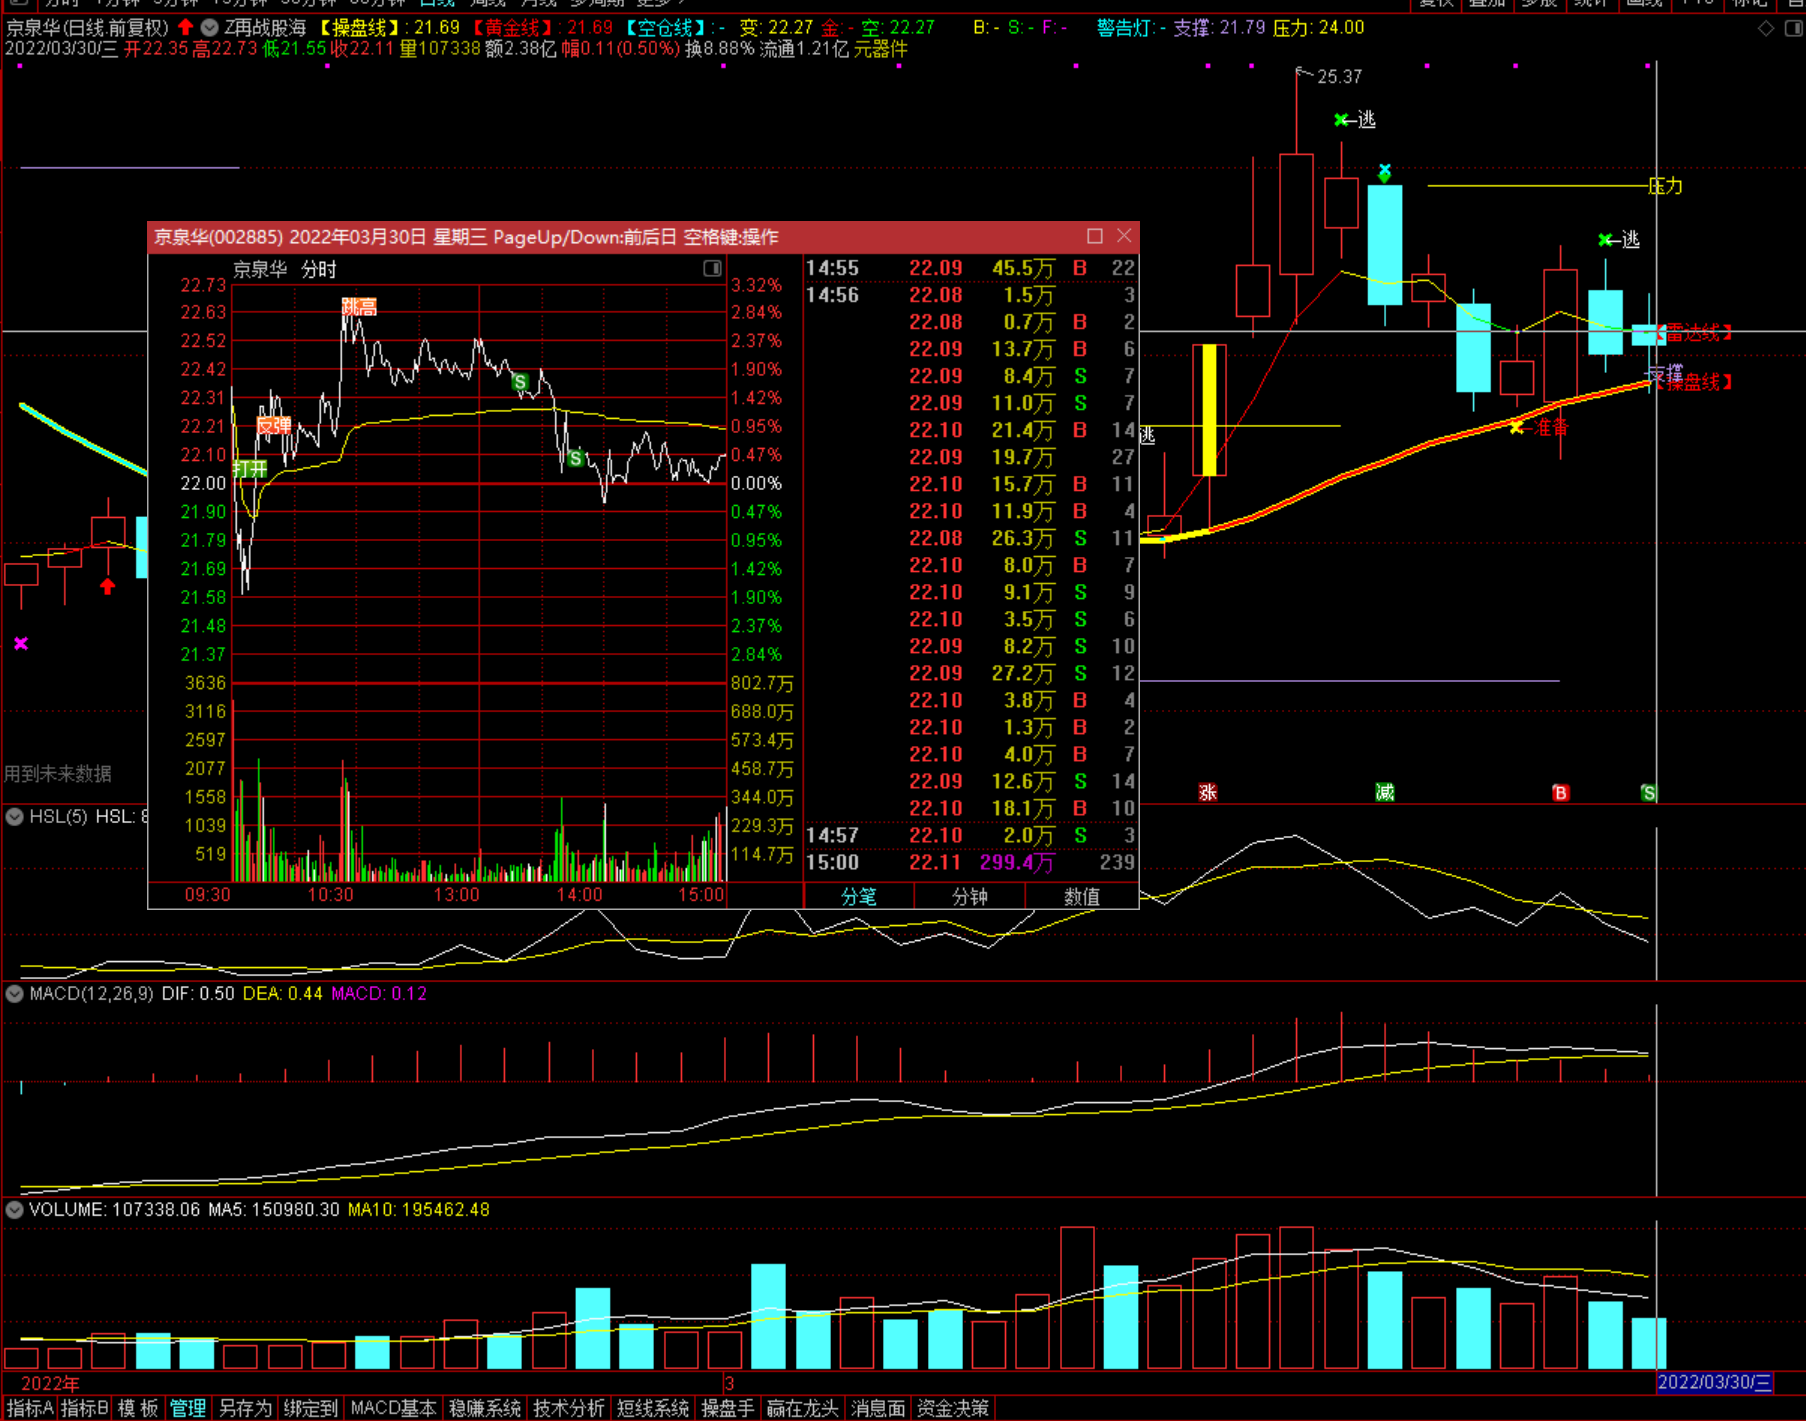 日线
京泉华(日线.前复权) Z再战股海 【操盘线】: 21.69 【黄金线】: 21.69 【空仓线】: - 变: 22.27 金: - 空: 22.27 B: - S: - F: - 警告灯: - 支撑: 21.79 压力: 24.00
2022/03/30/三 开22.35 高22.73 低21.55 收22.11 量107338 额2.38亿 幅0.11(0.50%) 换8.88% 流通1.21亿 元器件
25.37
逃
压力
逃
【雷达线】
支撑
【操盘线】
准备
逃
京泉华(002885) 2022年03月30日 星期三 PageUp/Down:前后日 空格键:操作
京泉华 分时
22.73 3.32%
22.63 2.84%
22.52 2.37%
22.42 1.90%
22.31 1.42%
22.21 0.95%
22.10 0.47%
22.00 0.00%
21.90 0.47%
21.79 0.95%
21.69 1.42%
21.58 1.90%
21.48 2.37%
21.37 2.84%
3636 802.7万
3116 688.0万
2597 573.4万
2077 458.7万
1558 344.0万
1039 229.3万
519 114.7万
跳高
反弹
打开
S
S
09:30 10:30 13:00 14:00 15:00
14:55 22.09 45.5万 B 22
14:56 22.08 1.5万 3
22.08 0.7万 B 2
22.09 13.7万 B 6
22.09 8.4万 S 7
22.09 11.0万 S 7
22.10 21.4万 B 14
22.09 19.7万 27
22.10 15.7万 B 11
22.10 11.9万 B 4
22.08 26.3万 S 11
22.10 8.0万 B 7
22.10 9.1万 S 9
22.10 3.5万 S 6
22.09 8.2万 S 10
22.09 27.2万 S 12
22.10 3.8万 B 4
22.10 1.3万 B 2
22.10 4.0万 B 7
22.09 12.6万 S 14
22.10 18.1万 B 10
14:57 22.10 2.0万 S 3
15:00 22.11 299.4万 239
分笔 分钟 数值
用到未来数据
涨 减 B S
HSL(5) HSL: 8
MACD(12,26,9) DIF: 0.50 DEA: 0.44 MACD: 0.12
VOLUME: 107338.06 MA5: 150980.30 MA10: 195462.48
2022年 3 2022/03/30/三
指标A 指标B 模板 管理 另存为 绑定到 MACD基本 稳赚系统 技术分析 短线系统 操盘手 赢在龙头 消息面 资金决策